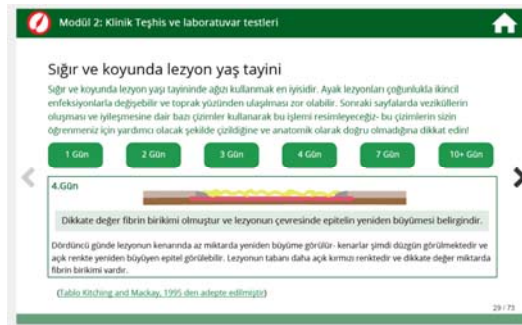 Modül 2: Klinik Teşhis ve laboratuvar testleri
Sığır ve koyunda lezyon yaş tayini
Sığır ve koyunda lezyon yaşı tayininde ağızı kullanmak en iyisidir. Ayak lezyonları çoğunlukla ikincil
enfeksiyonlarla değişebilir ve toprak yüzünden ulaşılması zor olabilir. Sonraki sayfalarda veziküllerin
oluşması ve iyileşmesine dair bazı çizimler kullanarak bu işlemi resimleyeceğiz- bu çizimlerin sizin
öğrenmeniz için yardımcı olacak şekilde çizildiğine ve anatomik olarak doğru olmadığına dikkat edin!
1 Gün
2 Gün
3 Gün
4 Gün
7 Gün
10+ Gün
4.Gün
Dikkate değer fibrin birikimi olmuştur ve lezyonun çevresinde epitelin yeniden büyümesi belirgindir.
Dördüncü günde lezyonun kenarında az miktarda yeniden büyüme görülür- kenarlar şimdi düzgün görülmektedir ve
açık renkte yeniden büyüyen epitel görülebilir. Lezyonun tabanı daha açık kırmızı renktedir ve dikkate değer miktarda
fibrin birikimi vardır.
(Tablo Kitching and Mackay, 1995 den adepte edilmiştir)
29 / 73